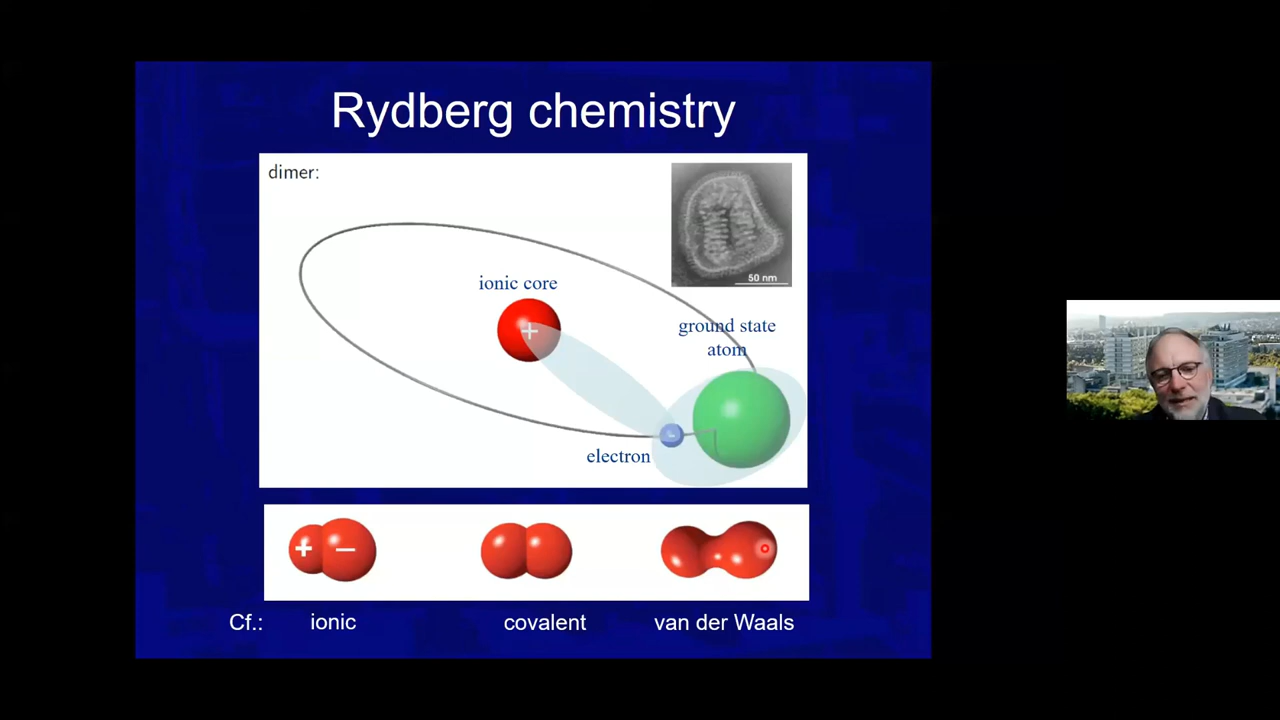 Rydberg chemistry
dimer:
50 nm
ionic core
+
ground state
atom
-
electron
+ −
Cf.: ionic covalent van der Waals